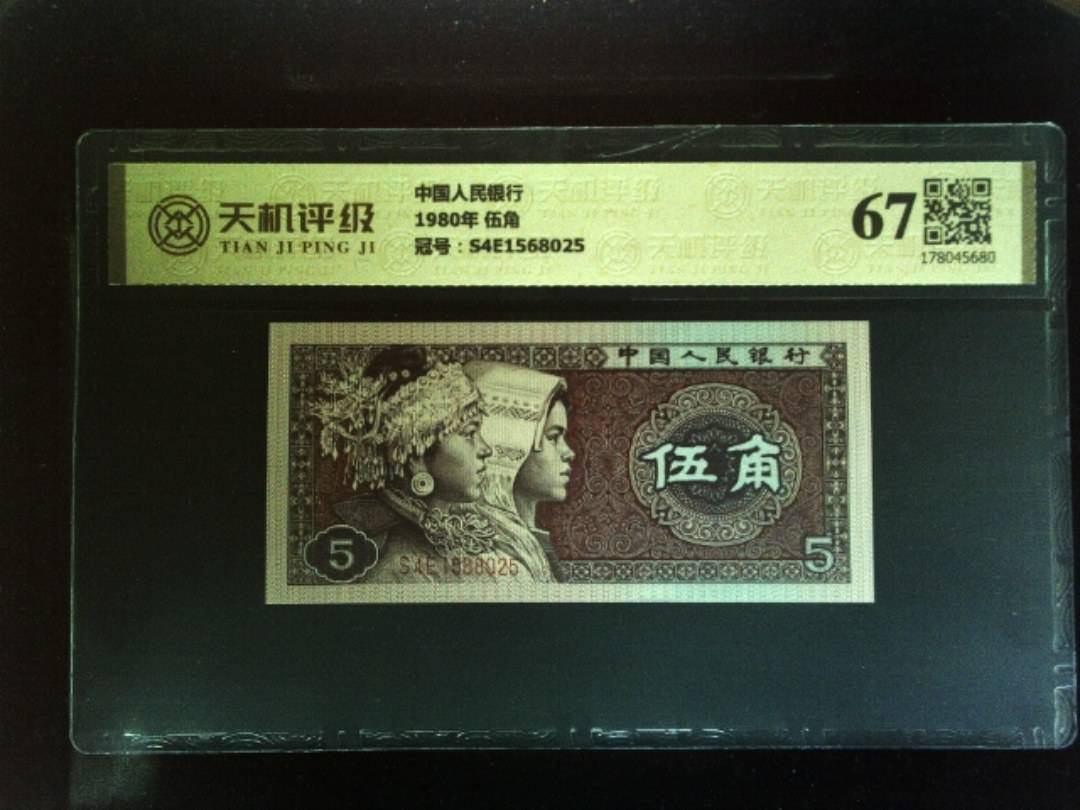 天机评级
TIAN JI PING JI
中国人民银行
1980年 伍角
冠号：S4E1568025
67
178045680
中国人民银行
伍角
5
5